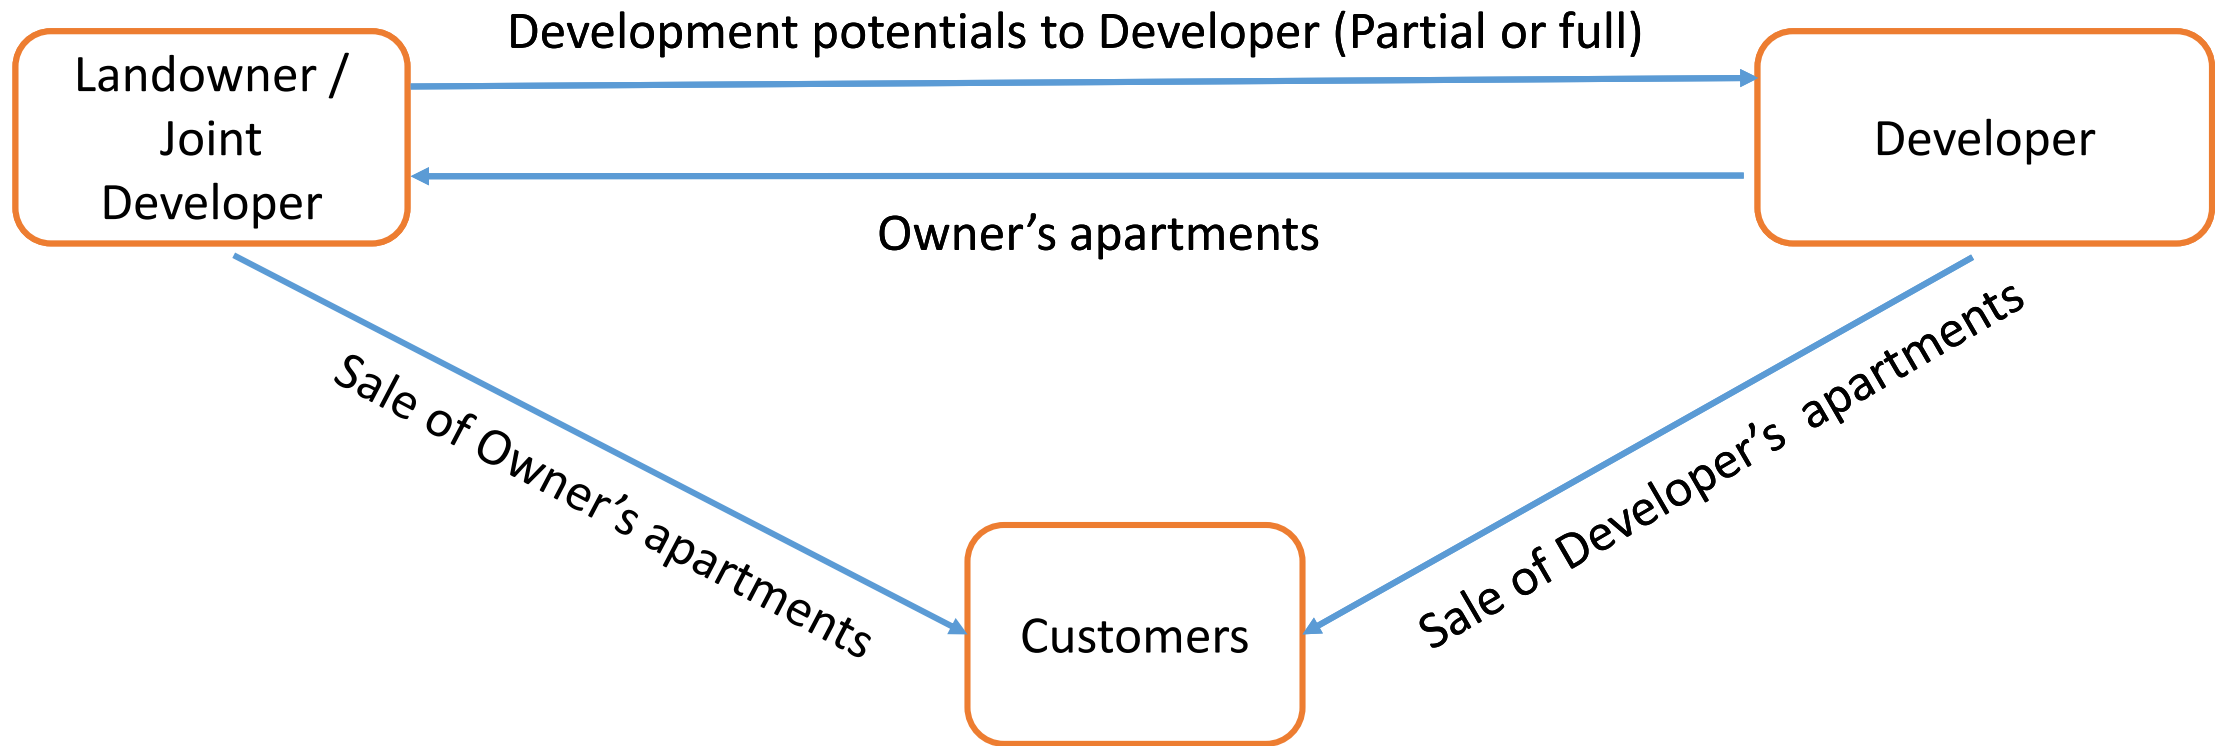 Development potentials to Developer (Partial or full)
Landowner /
Joint
Developer
Developer
Owner’s apartments
Sale of Owner’s apartments
Sale of Developer’s  apartments
Customers